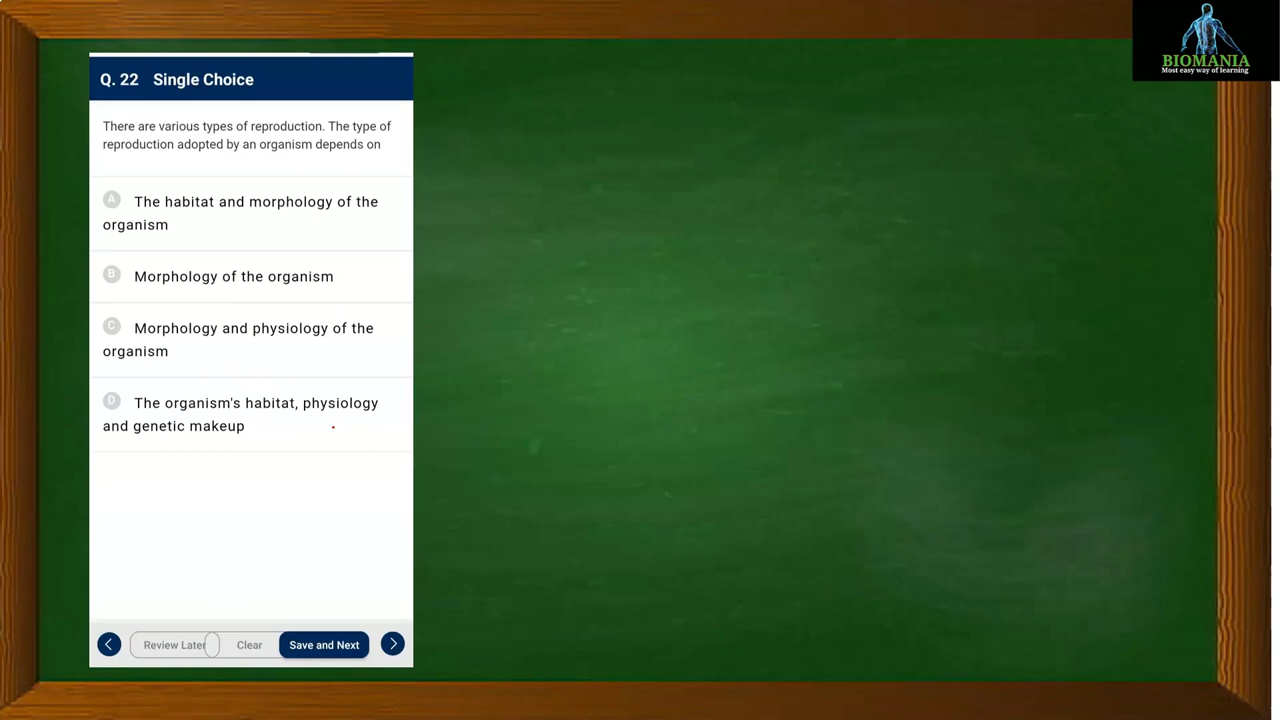 BIOMANIA
Most easy way of learning
Q. 22 Single Choice
There are various types of reproduction. The type of
reproduction adopted by an organism depends on
A The habitat and morphology of the
organism
B Morphology of the organism
C Morphology and physiology of the
organism
D The organism's habitat, physiology
and genetic makeup
Review Later Clear Save and Next